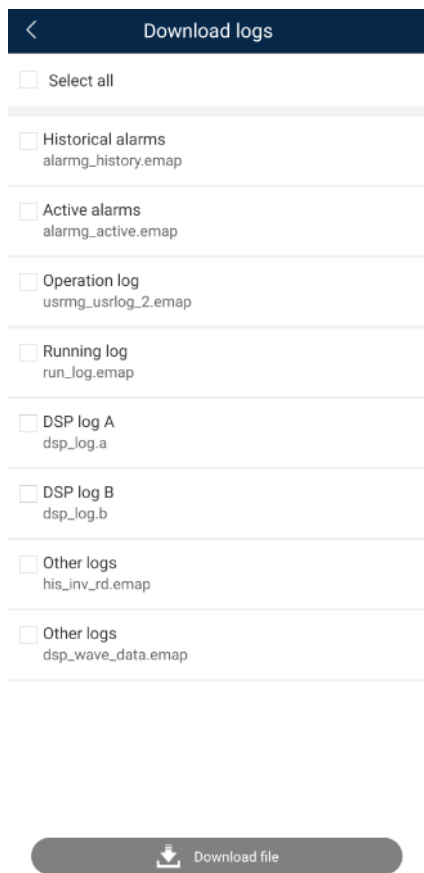 Download logs
Select all
Historical alarms
alarmg_history.emap
Active alarms
alarmg_active.emap
Operation log
usrmg_usrlog_2.emap
Running log
run_log.emap
DSP log A
dsp_log.a
DSP log B
dsp_log.b
Other logs
his_inv_rd.emap
Other logs
dsp_wave_data.emap
Download file